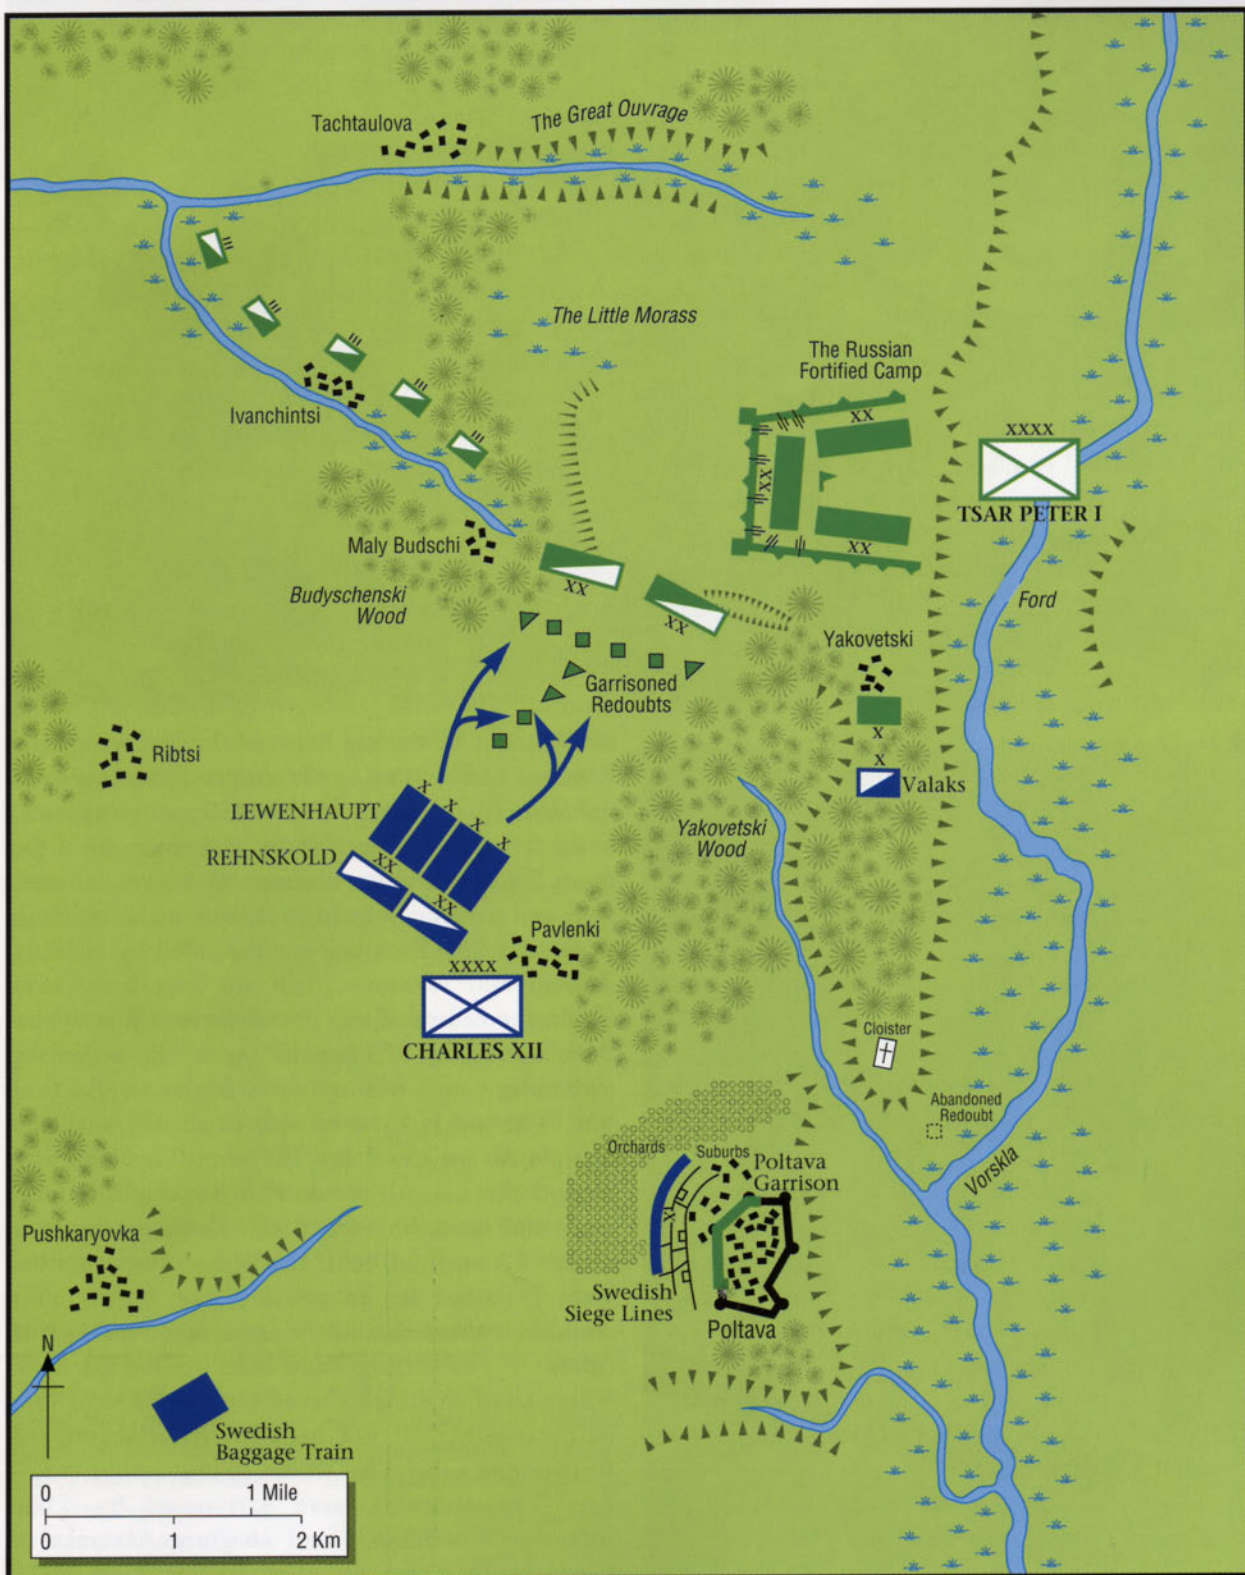 Tachtaulova
The Great Ouvrage
The Little Morass
The Russian
Fortified Camp
XX
XX
XX
XXXX
TSAR PETER I
Ivanchintsi
Maly Budschi
XX
XX
Budyschenski
Wood
Ford
Yakovetski
Garrisoned
Redoubts
X
X
Valaks
Ribtsi
LEWENHAUPT
X
X
X
X
REHNSKOLD
XX
XX
Yakovetski
Wood
Pavlenki
XXXX
CHARLES XII
Cloister
Abandoned
Redoubt
Orchards
Suburbs
Poltava
Garrison
X
Vorskla
Swedish
Siege Lines
Poltava
Pushkaryovka
N
Swedish
Baggage Train
0 1 Mile
0 1 2 Km